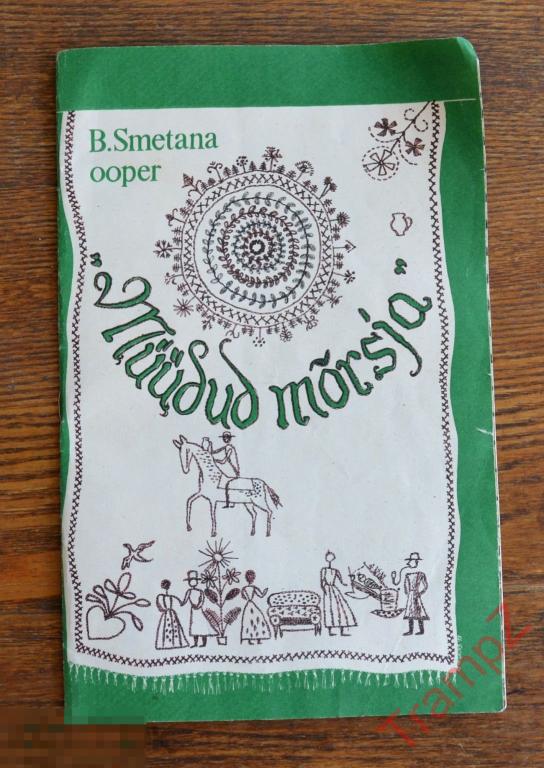 B.Smetana
ooper
"Müüdud mõrsja"
TrampZ